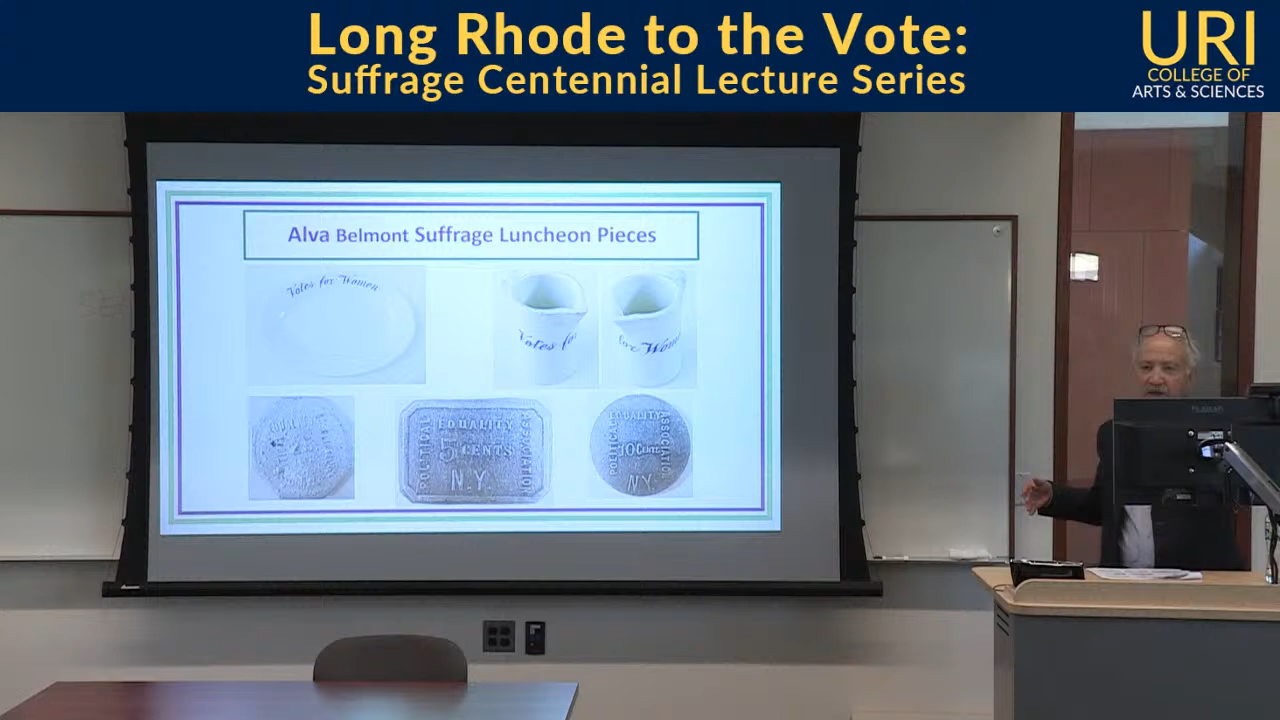 Long Rhode to the Vote:
Suffrage Centennial Lecture Series
URI
COLLEGE OF
ARTS & SCIENCES
Alva Belmont Suffrage Luncheon Pieces
Votes for Women
Votes for
for Wom
POLITICAL
EQUALITY
ASSOCIATION
5 CENTS
N.Y.
POLITICAL
EQUALITY
ASSOCIATION
10 CENTS
N.Y.